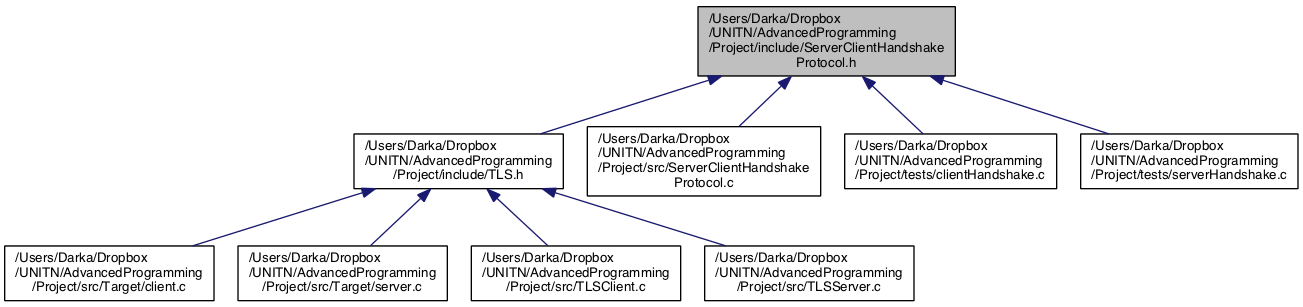 /Users/Darka/Dropbox
/UNITN/AdvancedProgramming
/Project/include/ServerClientHandshake
Protocol.h
/Users/Darka/Dropbox
/UNITN/AdvancedProgramming
/Project/include/TLS.h
/Users/Darka/Dropbox
/UNITN/AdvancedProgramming
/Project/src/ServerClientHandshake
Protocol.c
/Users/Darka/Dropbox
/UNITN/AdvancedProgramming
/Project/tests/clientHandshake.c
/Users/Darka/Dropbox
/UNITN/AdvancedProgramming
/Project/tests/serverHandshake.c
/Users/Darka/Dropbox
/UNITN/AdvancedProgramming
/Project/src/Target/client.c
/Users/Darka/Dropbox
/UNITN/AdvancedProgramming
/Project/src/Target/server.c
/Users/Darka/Dropbox
/UNITN/AdvancedProgramming
/Project/src/TLSClient.c
/Users/Darka/Dropbox
/UNITN/AdvancedProgramming
/Project/src/TLSServer.c